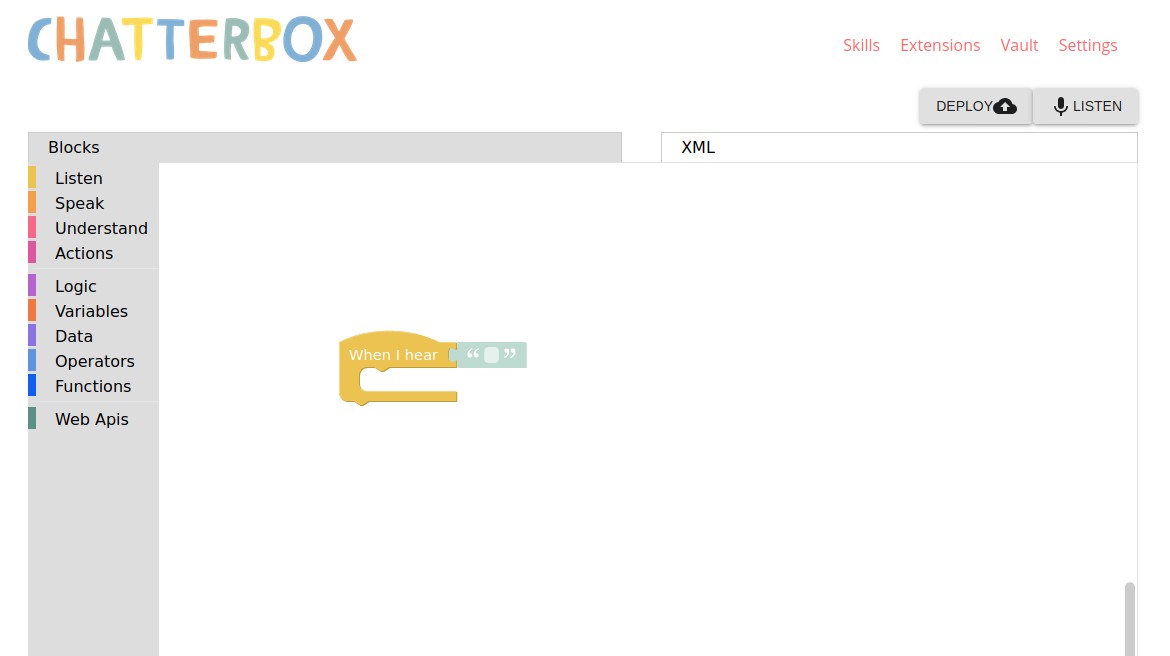 CHATTERBOX
Skills Extensions Vault Settings
DEPLOY LISTEN
Blocks XML
Listen
Speak
Understand
Actions
Logic
Variables
Data
Operators
Functions
Web Apis
When I hear “ ”